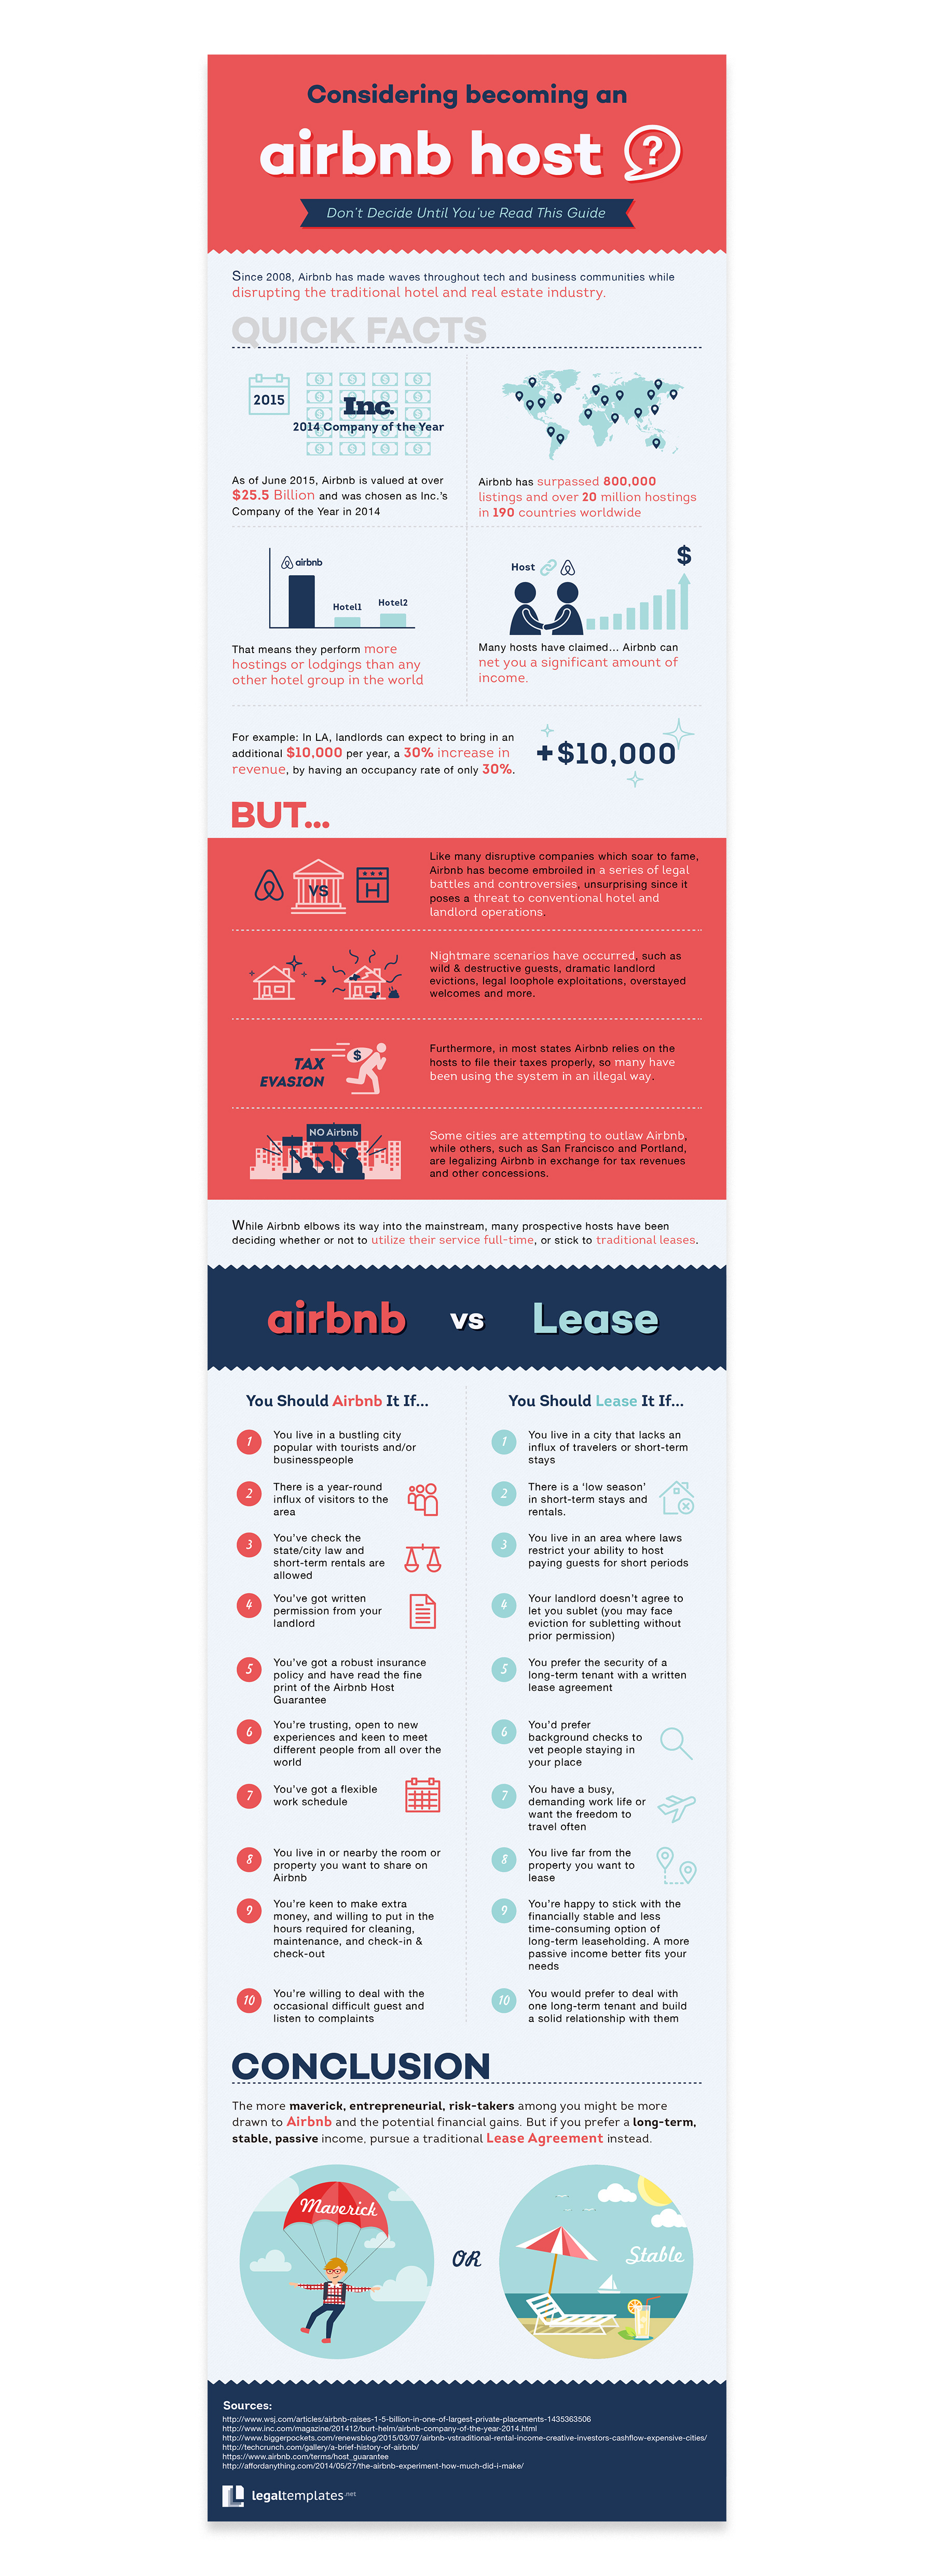 Considering becoming an
airbnb host ?
Don't Decide Until You've Read This Guide
Since 2008, Airbnb has made waves throughout tech and business communities while
disrupting the traditional hotel and real estate industry.
QUICK FACTS
2015
Inc.
2014 Company of the Year
As of June 2015, Airbnb is valued at over
$25.5 Billion and was chosen as Inc.'s
Company of the Year in 2014
Airbnb has surpassed 800,000
listings and over 20 million hostings
in 190 countries worldwide
airbnb
Hotel1
Hotel2
That means they perform more
hostings or lodgings than any
other hotel group in the world
Host
$
Many hosts have claimed... Airbnb can
net you a significant amount of
income.
For example: In LA, landlords can expect to bring in an
additional $10,000 per year, a 30% increase in
revenue, by having an occupancy rate of only 30%.
+$10,000
BUT...
VS
H
Like many disruptive companies which soar to fame,
Airbnb has become embroiled in a series of legal
battles and controversies, unsurprising since it
poses a threat to conventional hotel and
landlord operations.
Nightmare scenarios have occurred, such as
wild & destructive guests, dramatic landlord
evictions, legal loophole exploitations, overstayed
welcomes and more.
TAX
EVASION
$
Furthermore, in most states Airbnb relies on the
hosts to file their taxes properly, so many have
been using the system in an illegal way.
NO Airbnb
Some cities are attempting to outlaw Airbnb,
while others, such as San Francisco and Portland,
are legalizing Airbnb in exchange for tax revenues
and other concessions.
While Airbnb elbows its way into the mainstream, many prospective hosts have been
deciding whether or not to utilize their service full-time, or stick to traditional leases.
airbnb vs Lease
You Should Airbnb It If...
1
You live in a bustling city
popular with tourists and/or
businesspeople
2
There is a year-round
influx of visitors to the
area
3
You've check the
state/city law and
short-term rentals are
allowed
4
You've got written
permission from your
landlord
5
You've got a robust insurance
policy and have read the fine
print of the Airbnb Host
Guarantee
6
You're trusting, open to new
experiences and keen to meet
different people from all over the
world
7
You've got a flexible
work schedule
8
You live in or nearby the room or
property you want to share on
Airbnb
9
You're keen to make extra
money, and willing to put in the
hours required for cleaning,
maintenance, and check-in &
check-out
10
You're willing to deal with the
occasional difficult guest and
listen to complaints
You Should Lease It If...
1
You live in a city that lacks an
influx of travelers or short-term
stays
2
There is a 'low season'
in short-term stays and
rentals.
3
You live in an area where laws
restrict your ability to host
paying guests for short periods
4
Your landlord doesn't agree to
let you sublet (you may face
eviction for subletting without
prior permission)
5
You prefer the security of a
long-term tenant with a written
lease agreement
6
You'd prefer
background checks to
vet people staying in
your place
7
You have a busy,
demanding work life or
want the freedom to
travel often
8
You live far from the
property you want to
lease
9
You're happy to stick with the
financially stable and less
time-consuming option of
long-term leaseholding. A more
passive income better fits your
needs
10
You would prefer to deal with
one long-term tenant and build
a solid relationship with them
CONCLUSION
The more maverick, entrepreneurial, risk-takers among you might be more
drawn to Airbnb and the potential financial gains. But if you prefer a long-term,
stable, passive income, pursue a traditional Lease Agreement instead.
Maverick
OR
Stable
Sources:
http://www.wsj.com/articles/airbnb-raises-1-5-billion-in-one-of-largest-private-placements-1435363506
http://www.inc.com/magazine/201412/burt-helm/airbnb-company-of-the-year-2014.html
http://www.biggerpockets.com/renewsblog/2015/03/07/airbnb-vstraditional-rental-income-creative-investors-cashflow-expensive-cities/
http://techcrunch.com/gallery/a-brief-history-of-airbnb/
https://www.airbnb.com/terms/host_guarantee
http://affordanything.com/2014/05/27/the-airbnb-experiment-how-much-did-i-make/
legaltemplates.net